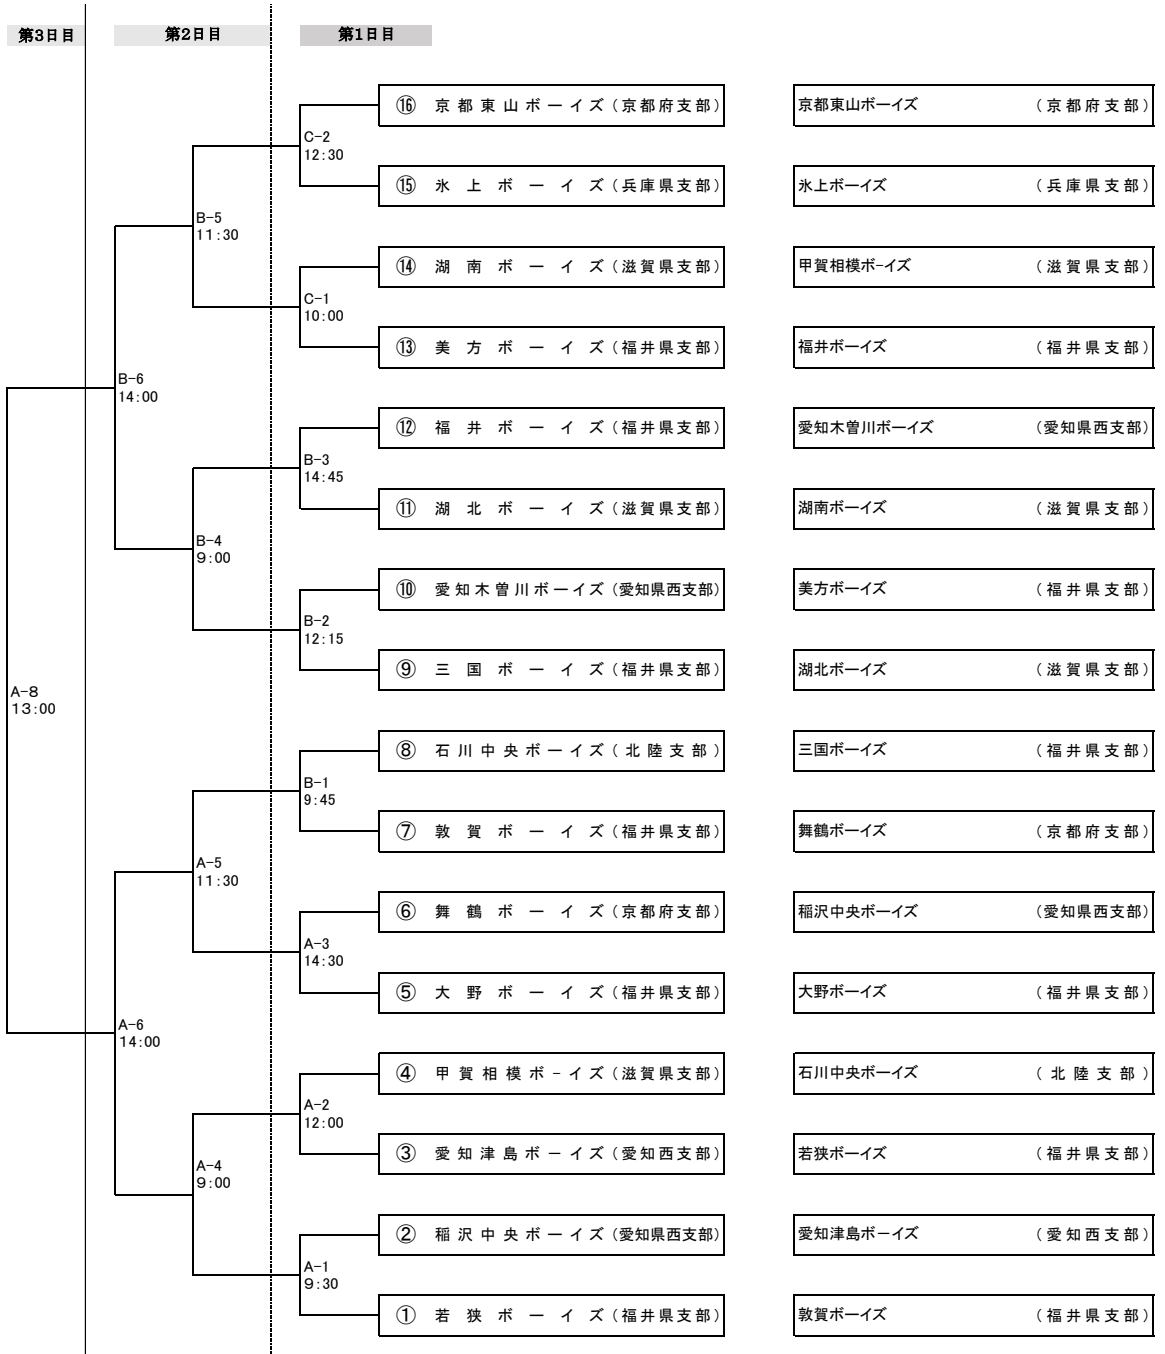 第3日目 第2日目 第1日目
⑯ 京都東山ボーイズ(京都府支部) 京都東山ボーイズ (京都府支部)
C-2
12:30
⑮ 氷上ボーイズ(兵庫県支部) 氷上ボーイズ (兵庫県支部)
B-5
11:30
⑭ 湖南ボーイズ(滋賀県支部) 甲賀相模ボ-イズ (滋賀県支部)
C-1
10:00
⑬ 美方ボーイズ(福井県支部) 福井ボーイズ (福井県支部)
B-6
14:00
⑫ 福井ボーイズ(福井県支部) 愛知木曽川ボーイズ (愛知県西支部)
B-3
14:45
⑪ 湖北ボーイズ(滋賀県支部) 湖南ボーイズ (滋賀県支部)
B-4
9:00
⑩ 愛知木曽川ボーイズ(愛知県西支部) 美方ボーイズ (福井県支部)
B-2
12:15
⑨ 三国ボーイズ(福井県支部) 湖北ボーイズ (滋賀県支部)
A-8
13:00
⑧ 石川中央ボーイズ(北陸支部) 三国ボーイズ (福井県支部)
B-1
9:45
⑦ 敦賀ボーイズ(福井県支部) 舞鶴ボーイズ (京都府支部)
A-5
11:30
⑥ 舞鶴ボーイズ(京都府支部) 稲沢中央ボーイズ (愛知県西支部)
A-3
14:30
⑤ 大野ボーイズ(福井県支部) 大野ボーイズ (福井県支部)
A-6
14:00
④ 甲賀相模ボ-イズ(滋賀県支部) 石川中央ボーイズ (北陸支部)
A-2
12:00
③ 愛知津島ボーイズ(愛知西支部) 若狭ボーイズ (福井県支部)
A-4
9:00
② 稲沢中央ボーイズ(愛知県西支部) 愛知津島ボーイズ (愛知西支部)
A-1
9:30
① 若狭ボーイズ(福井県支部) 敦賀ボーイズ (福井県支部)